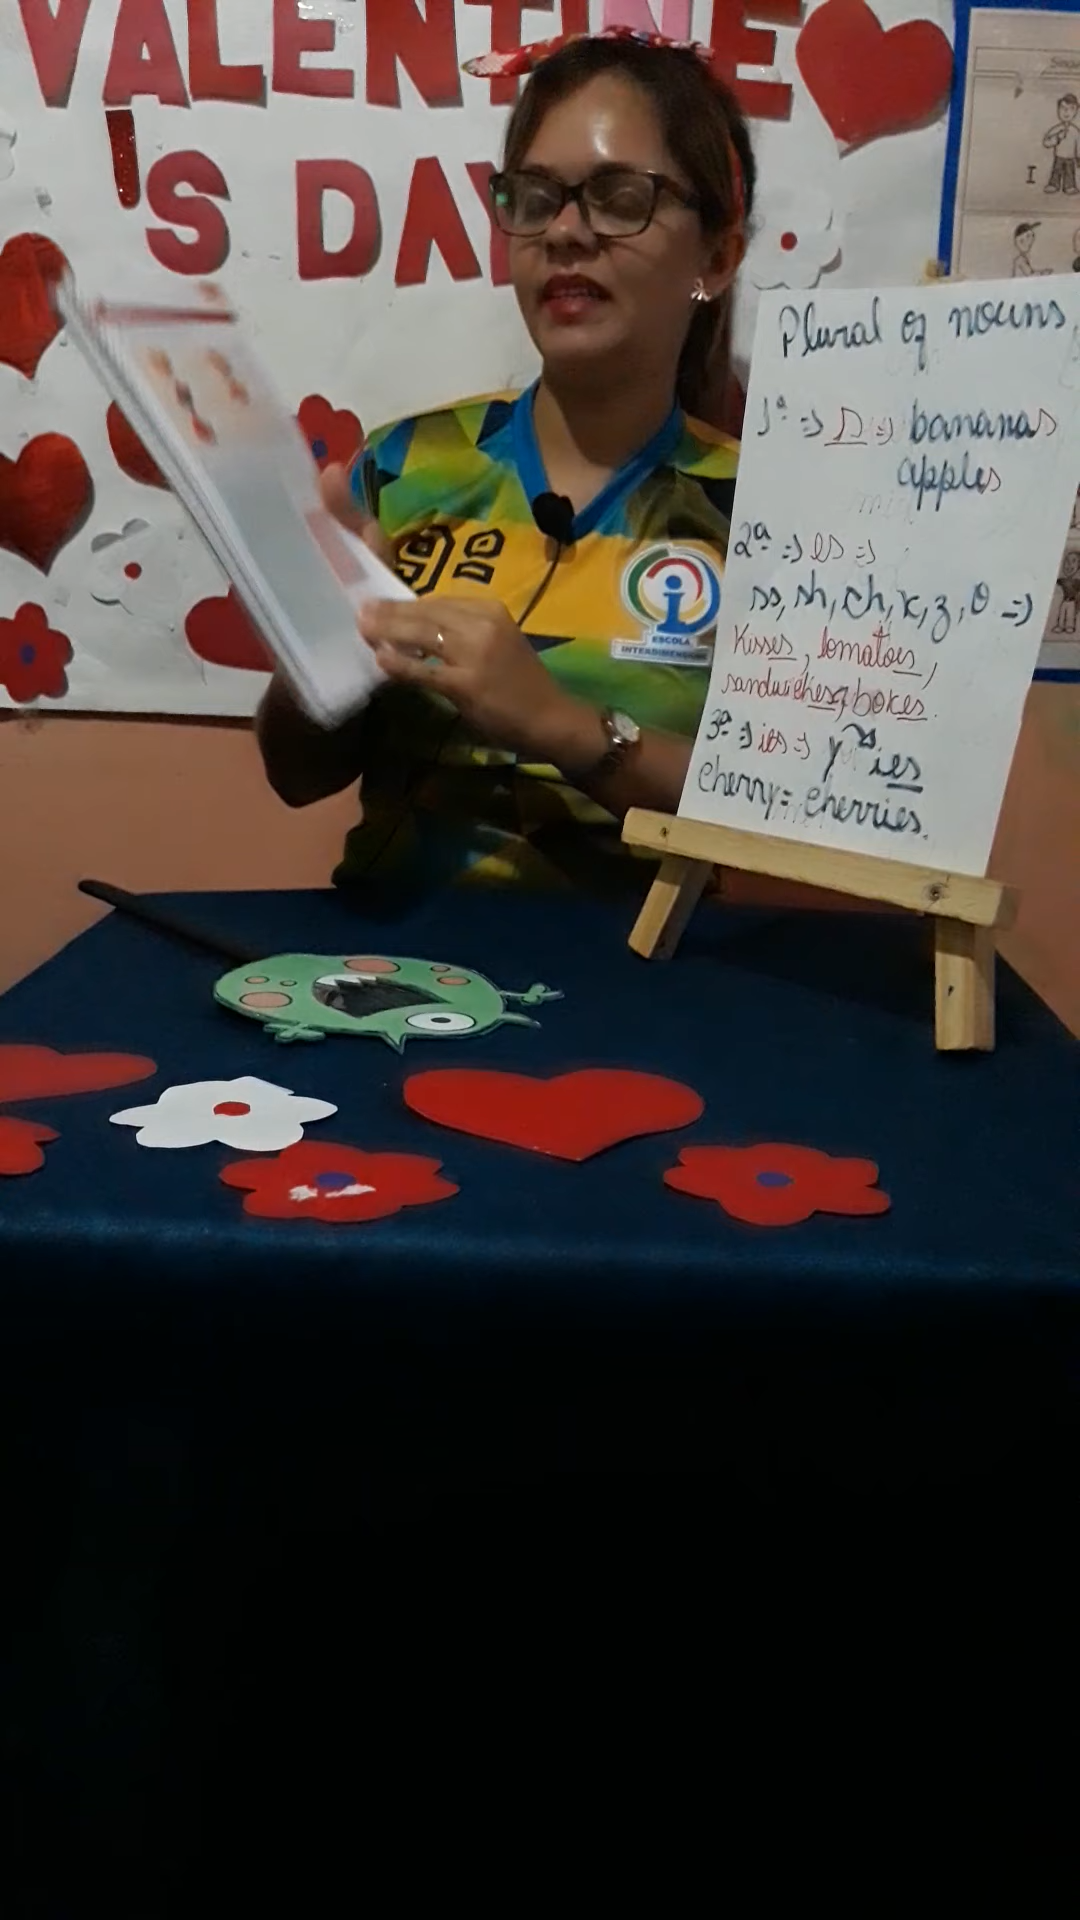 VALENTINE
'S DAY
I
Plural of nouns
1ª => s => bananas
apples
2ª => es =>
ss, sh, ch, x, z, o =>
Kisses, tomatoes,
sandwiches, boxes.
3ª => ies => y ies
Cherry = cherries.
98
i
ESCOLA
INTERDIMENSIONAL